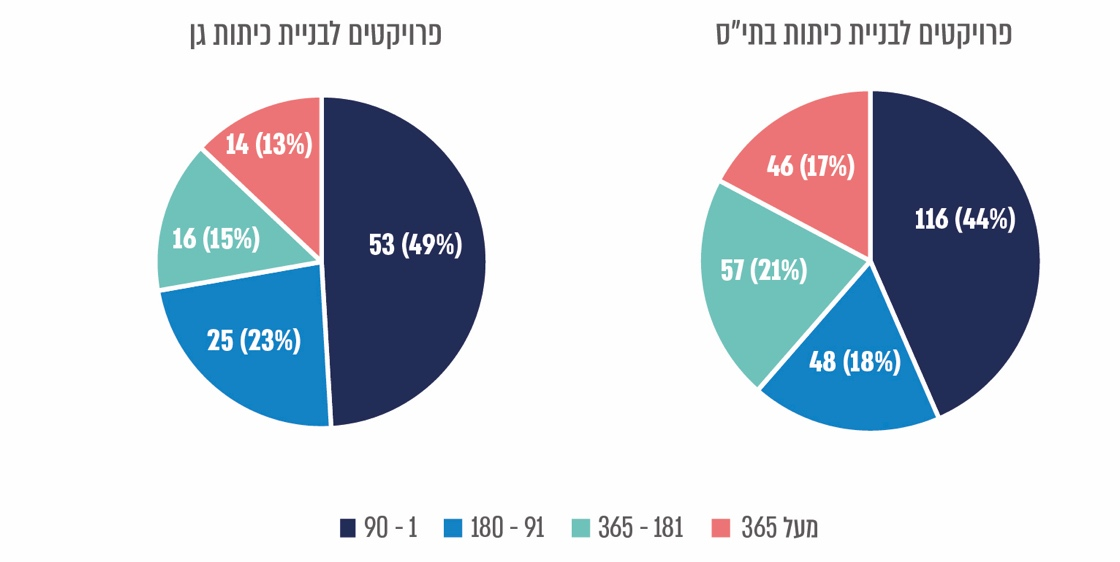 פרויקטים לבניית כיתות בתי"ס
116 (44%)
48 (18%)
57 (21%)
46 (17%)
פרויקטים לבניית כיתות גן
53 (49%)
25 (23%)
16 (15%)
14 (13%)
1 - 90
91 - 180
181 - 365
מעל 365